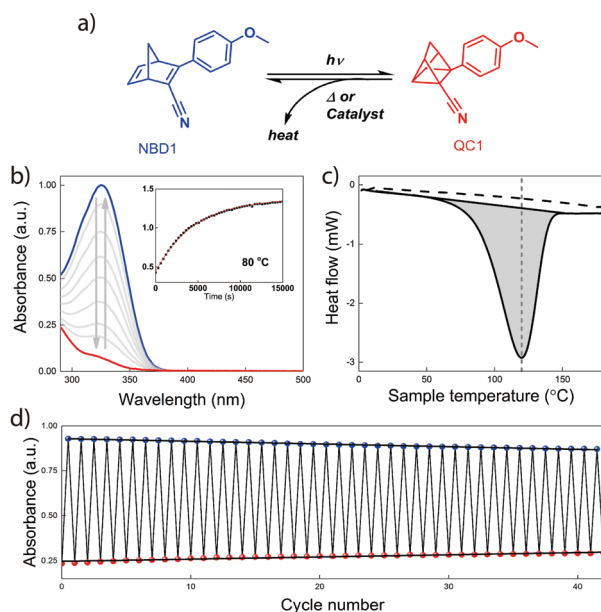 a)
O
N
NBD1
hν
Δ or
Catalyst
heat
O
N
QC1
b)
Absorbance (a.u.)
1.00
0.75
0.50
0.25
0.00
300
350
400
450
500
Wavelength (nm)
1.5
1.0
0.5
0
5000
10000
15000
Time (s)
80 °C
c)
Heat flow (mW)
0
-1
-2
-3
0
50
100
150
Sample temperature (°C)
d)
Absorbance (a.u.)
1.00
0.75
0.50
0.25
0
10
20
30
40
Cycle number